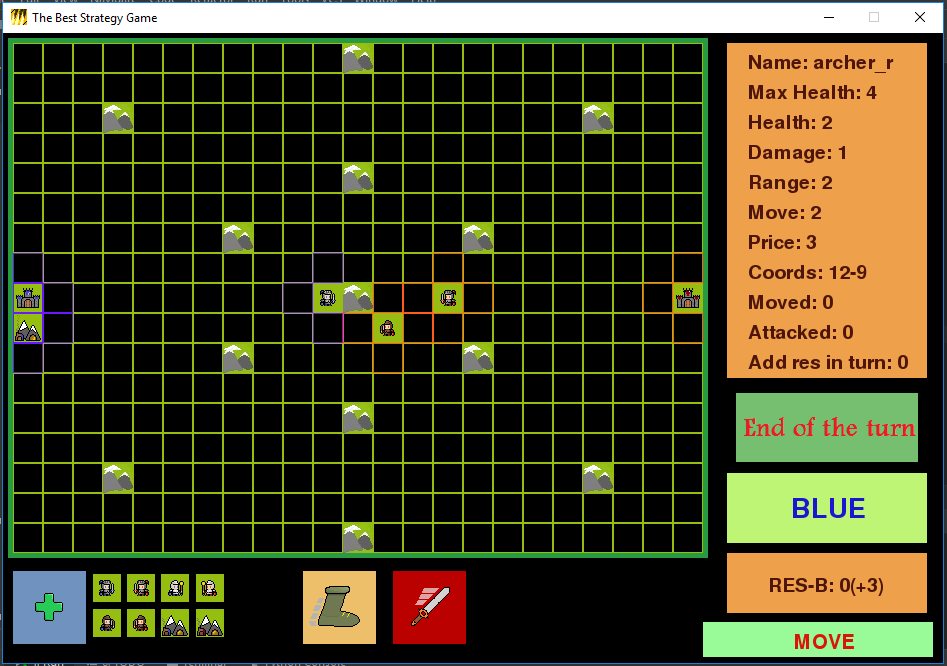 The Best Strategy Game
Name: archer_r
Max Health: 4
Health: 2
Damage: 1
Range: 2
Move: 2
Price: 3
Coords: 12-9
Moved: 0
Attacked: 0
Add res in turn: 0
End of the turn
BLUE
RES-B: 0(+3)
MOVE